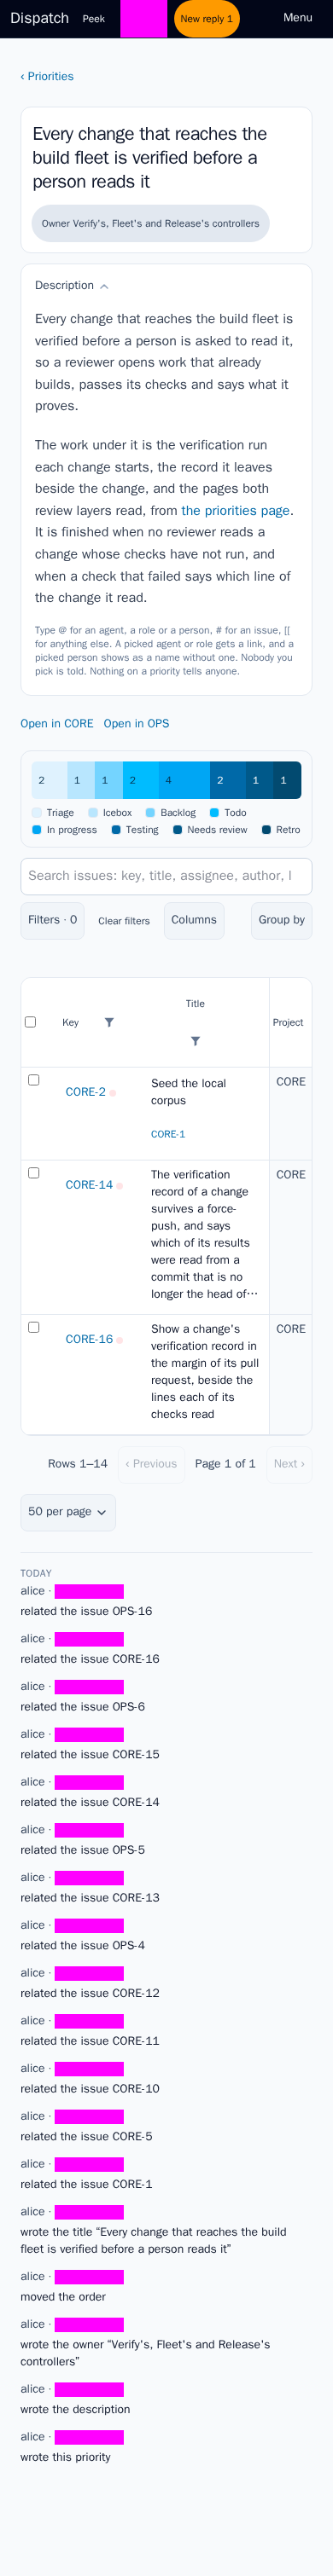 Dispatch Peek New reply 1 Menu
‹ Priorities
Every change that reaches the
build fleet is verified before a
person reads it
Owner Verify's, Fleet's and Release's controllers
Description
Every change that reaches the build fleet is
verified before a person is asked to read it,
so a reviewer opens work that already
builds, passes its checks and says what it
proves.
The work under it is the verification run
each change starts, the record it leaves
beside the change, and the pages both
review layers read, from the priorities page.
It is finished when no reviewer reads a
change whose checks have not run, and
when a check that failed says which line of
the change it read.
Type @ for an agent, a role or a person, # for an issue, [[
for anything else. A picked agent or role gets a link, and a
picked person shows as a name without one. Nobody you
pick is told. Nothing on a priority tells anyone.
Open in CORE Open in OPS
2 1 1 2 4 2 1 1
Triage Icebox Backlog Todo
In progress Testing Needs review Retro
Search issues: key, title, assignee, author, l
Filters · 0 Clear filters Columns Group by
Title
Key Project
CORE-2 Seed the local CORE
corpus
CORE-1
CORE-14 The verification CORE
record of a change
survives a force-
push, and says
which of its results
were read from a
commit that is no
longer the head of…
CORE-16 Show a change's CORE
verification record in
the margin of its pull
request, beside the
lines each of its
checks read
Rows 1–14 ‹ Previous Page 1 of 1 Next ›
50 per page
TODAY
alice ·
related the issue OPS-16
alice ·
related the issue CORE-16
alice ·
related the issue OPS-6
alice ·
related the issue CORE-15
alice ·
related the issue CORE-14
alice ·
related the issue OPS-5
alice ·
related the issue CORE-13
alice ·
related the issue OPS-4
alice ·
related the issue CORE-12
alice ·
related the issue CORE-11
alice ·
related the issue CORE-10
alice ·
related the issue CORE-5
alice ·
related the issue CORE-1
alice ·
wrote the title “Every change that reaches the build
fleet is verified before a person reads it”
alice ·
moved the order
alice ·
wrote the owner “Verify's, Fleet's and Release's
controllers”
alice ·
wrote the description
alice ·
wrote this priority